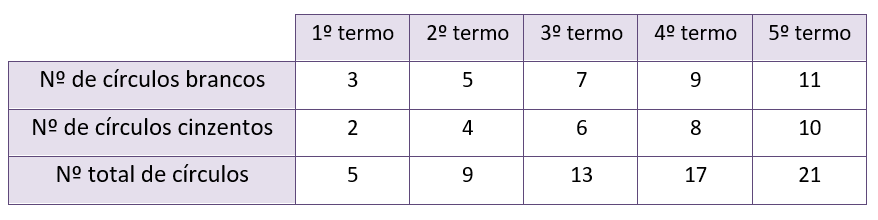 1º termo 2º termo 3º termo 4º termo 5º termo
Nº de círculos brancos 3 5 7 9 11
Nº de círculos cinzentos 2 4 6 8 10
Nº total de círculos 5 9 13 17 21